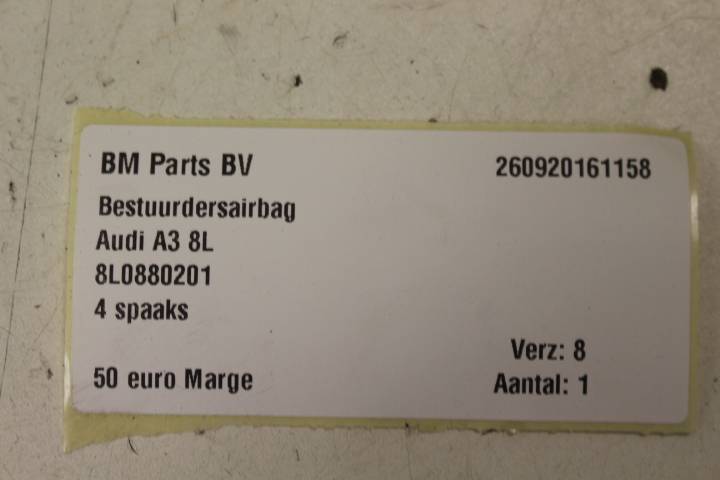 BM Parts BV 260920161158
Bestuurdersairbag
Audi A3 8L
8L0880201
4 spaaks
Verz: 8
50 euro Marge Aantal: 1